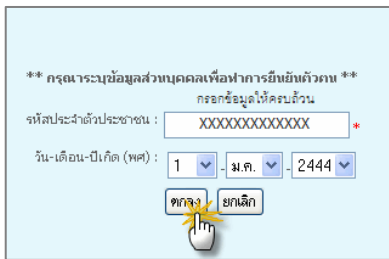 ** กรุณาระบุข้อมูลส่วนบุคคลเพื่อทำการยืนยันตัวตน **
กรอกข้อมูลให้ครบถ้วน
รหัสประจำตัวประชาชน : XXXXXXXXXXXXX *
วัน-เดือน-ปีเกิด (พศ) : 1 - ม.ค. - 2444
ตกลง ยกเลิก